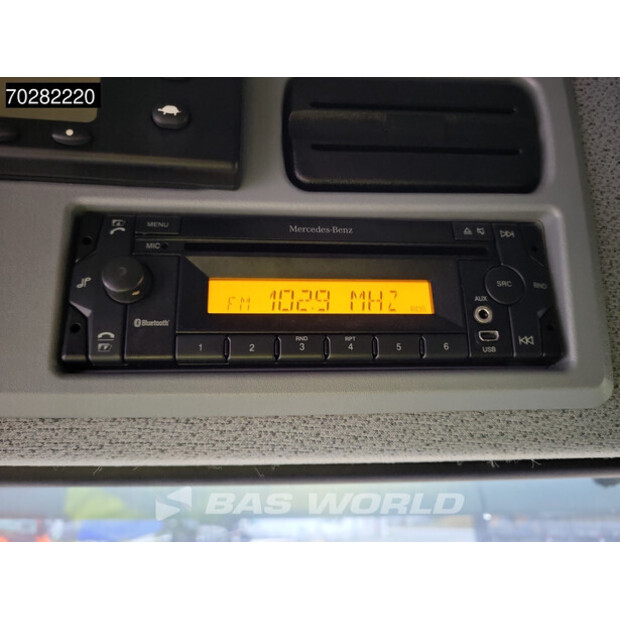 70282220
MENU
Mercedes-Benz
MIC
SRC
BND
FM 102.9 MHz
RDS
AUX
Bluetooth
RND
RPT
1 2 3 4 5 6
USB
BAS WORLD